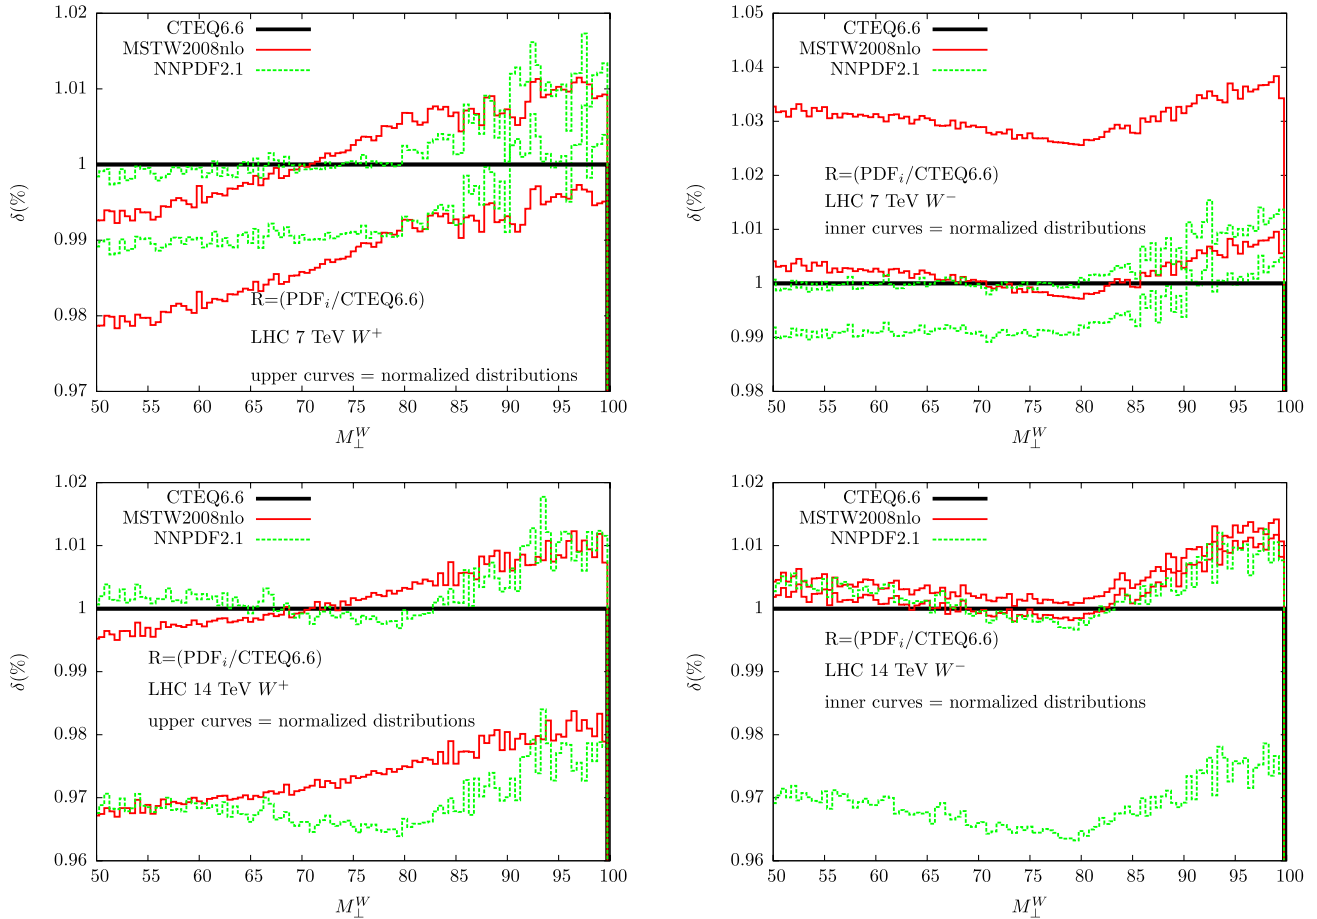 1.02
1.01
1
0.99
0.98
0.97
50 55 60 65 70 75 80 85 90 95 100
δ(%)
M⊥^W
CTEQ6.6
MSTW2008nlo
NNPDF2.1
R=(PDF_i/CTEQ6.6)
LHC 7 TeV W^+
upper curves = normalized distributions
1.05
1.04
1.03
1.02
1.01
1
0.99
0.98
50 55 60 65 70 75 80 85 90 95 100
δ(%)
M⊥^W
CTEQ6.6
MSTW2008nlo
NNPDF2.1
R=(PDF_i/CTEQ6.6)
LHC 7 TeV W^−
inner curves = normalized distributions
1.02
1.01
1
0.99
0.98
0.97
0.96
50 55 60 65 70 75 80 85 90 95 100
δ(%)
M⊥^W
CTEQ6.6
MSTW2008nlo
NNPDF2.1
R=(PDF_i/CTEQ6.6)
LHC 14 TeV W^+
upper curves = normalized distributions
1.02
1.01
1
0.99
0.98
0.97
0.96
50 55 60 65 70 75 80 85 90 95 100
δ(%)
M⊥^W
CTEQ6.6
MSTW2008nlo
NNPDF2.1
R=(PDF_i/CTEQ6.6)
LHC 14 TeV W^−
inner curves = normalized distributions